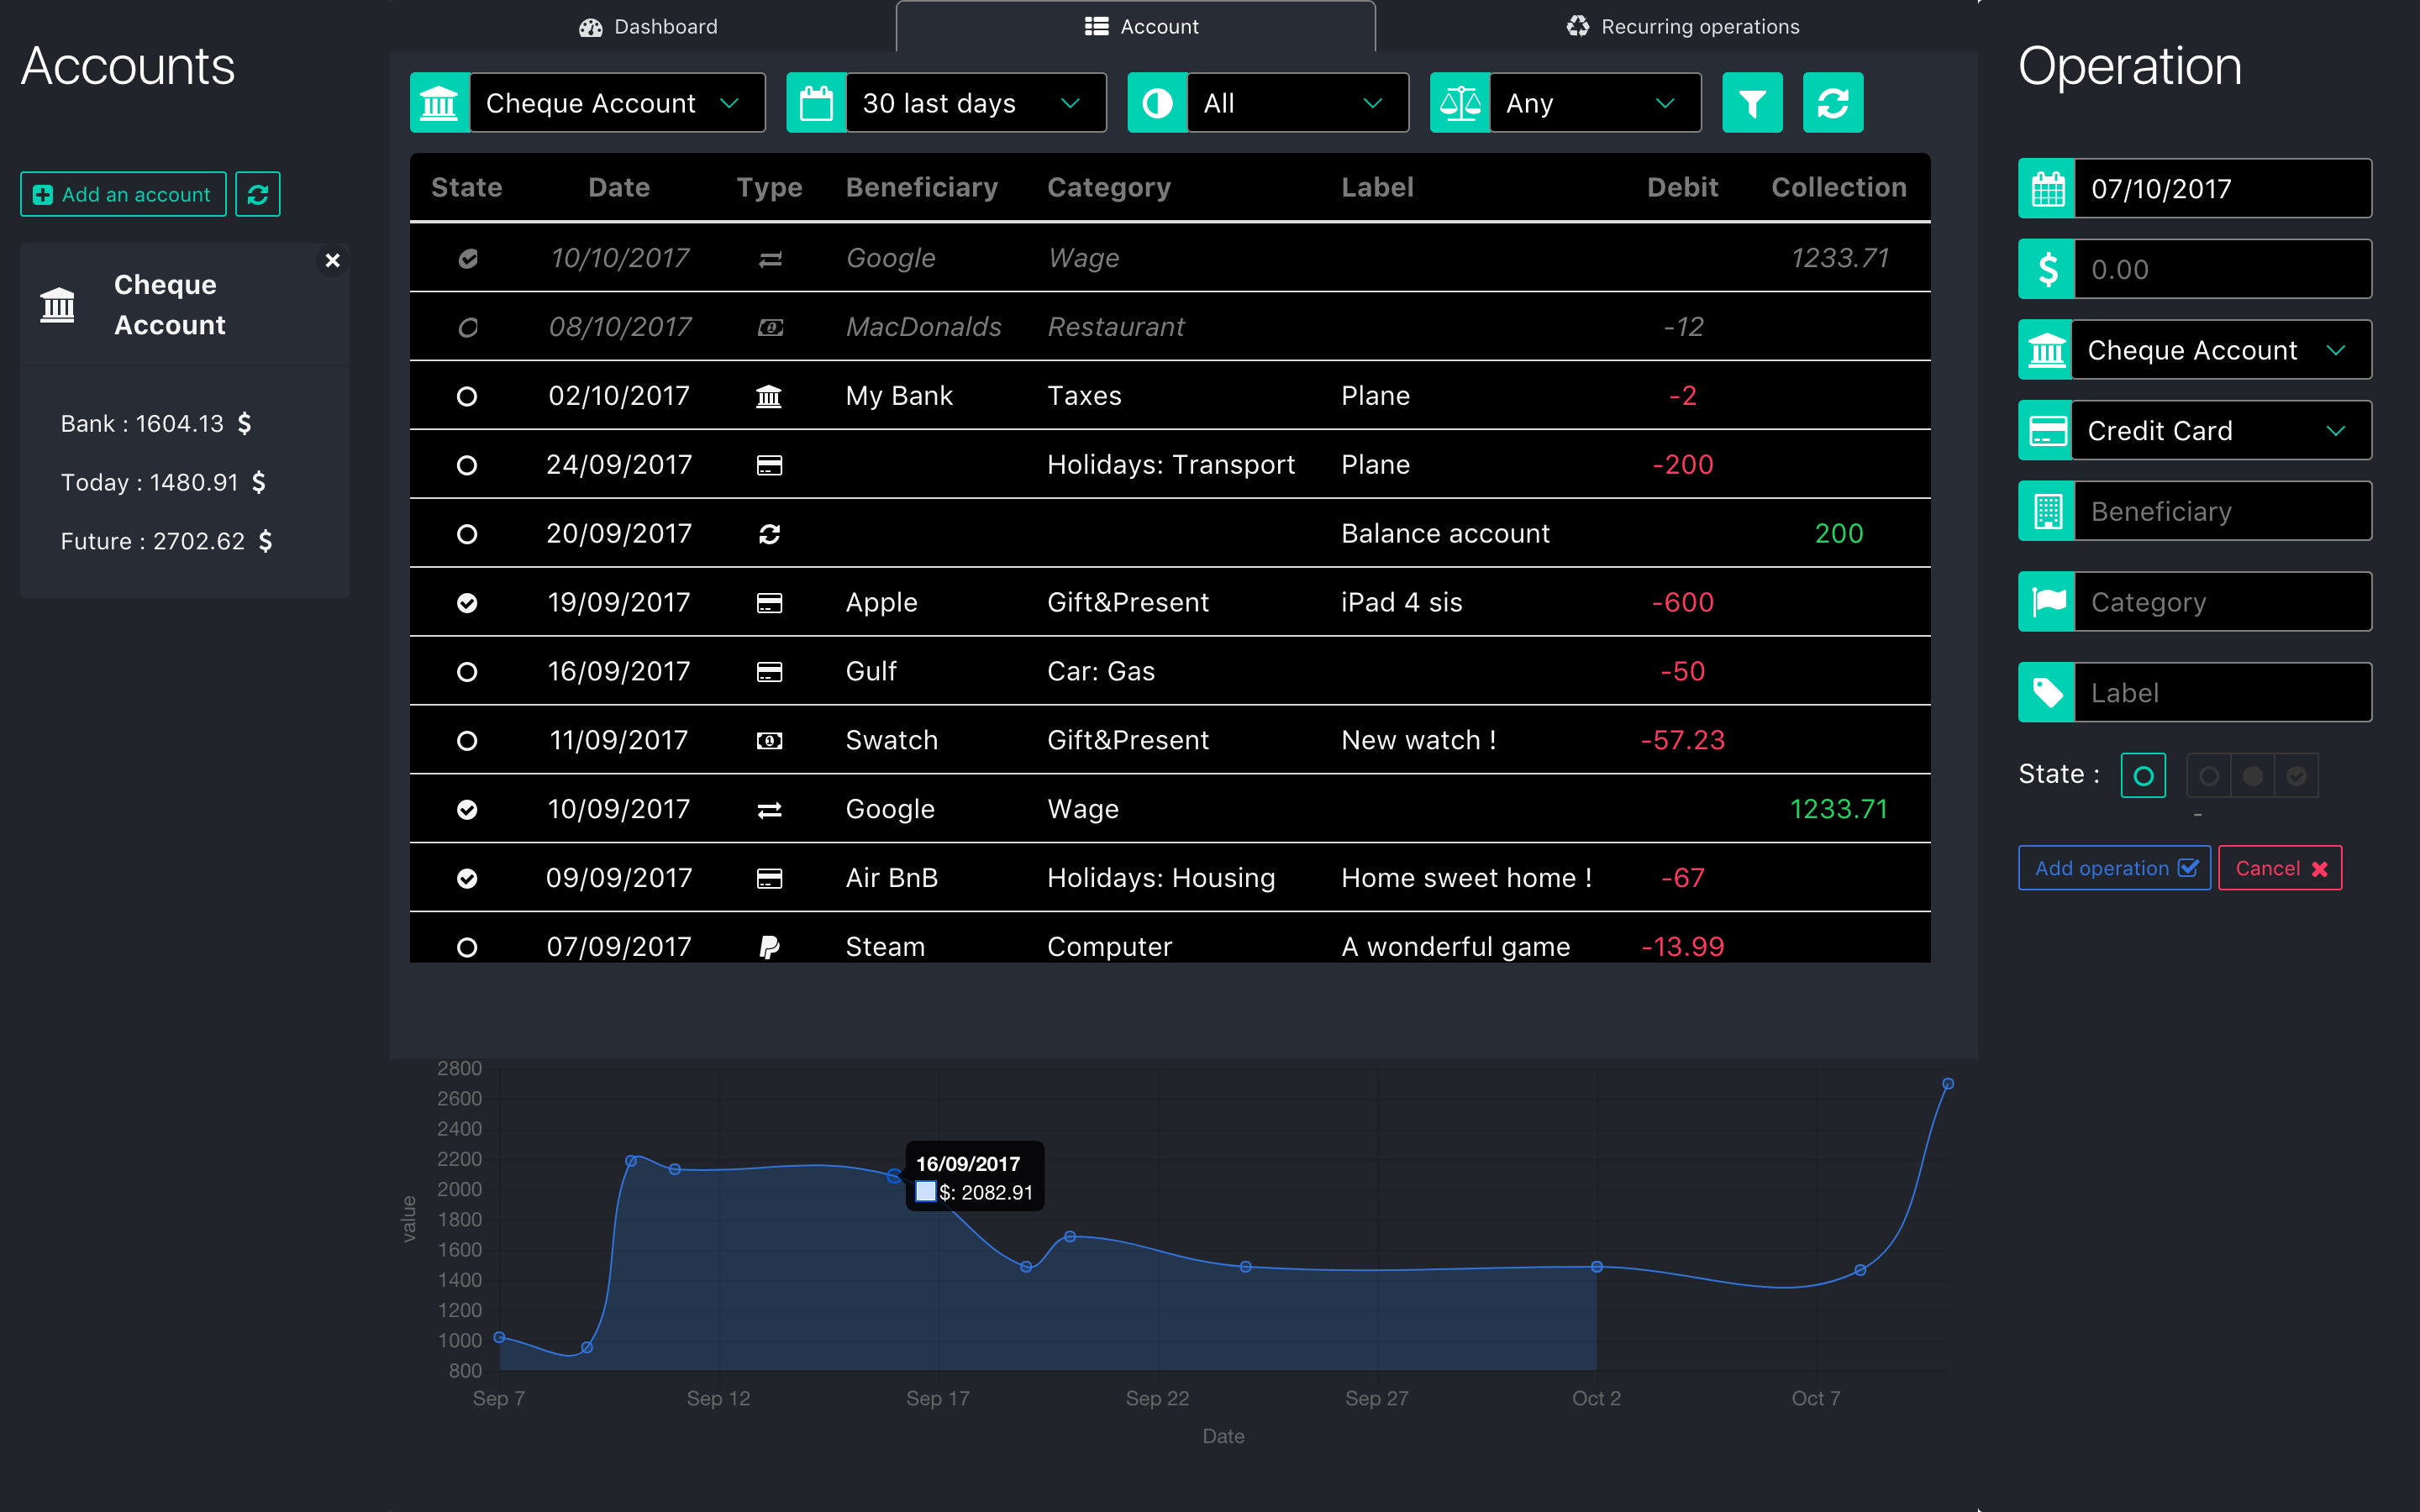 Accounts
Add an account
Cheque
Account
Bank : 1604.13 $
Today : 1480.91 $
Future : 2702.62 $
Dashboard
Account
Recurring operations
Cheque Account
30 last days
All
Any
State Date Type Beneficiary Category Label Debit Collection
10/10/2017 Google Wage 1233.71
08/10/2017 MacDonalds Restaurant -12
02/10/2017 My Bank Taxes Plane -2
24/09/2017 Holidays: Transport Plane -200
20/09/2017 Balance account 200
19/09/2017 Apple Gift&Present iPad 4 sis -600
16/09/2017 Gulf Car: Gas -50
11/09/2017 Swatch Gift&Present New watch ! -57.23
10/09/2017 Google Wage 1233.71
09/09/2017 Air BnB Holidays: Housing Home sweet home ! -67
07/09/2017 Steam Computer A wonderful game -13.99
2800
2600
2400
2200
2000
1800
1600
1400
1200
1000
800
value
16/09/2017
$: 2082.91
Sep 7 Sep 12 Sep 17 Sep 22 Sep 27 Oct 2 Oct 7
Date
Operation
07/10/2017
$ 0.00
Cheque Account
Credit Card
Beneficiary
Category
Label
State :
-
Add operation
Cancel